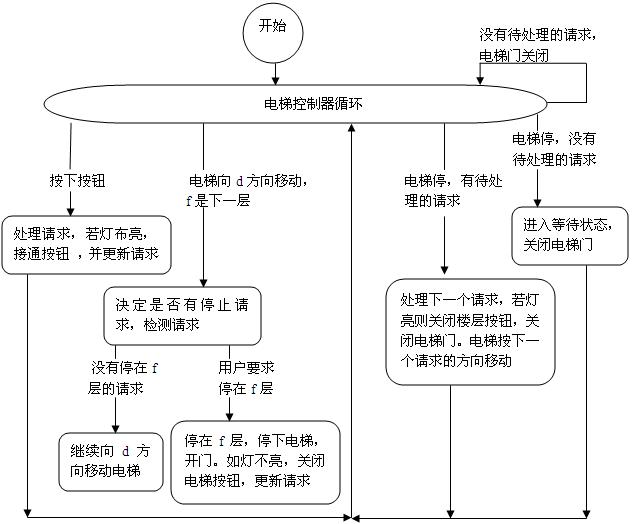 开始
没有待处理的请求，
电梯门关闭
电梯控制器循环
按下按钮
电梯向 d 方向移动，
f 是下一层
电梯停，有待处
理的请求
电梯停，没有
待处理的请求
处理请求，若灯布亮，
接通按钮 ，并更新请求
进入等待状态，
关闭电梯门
决定是否有停止请
求，检测请求
处理下一个请求，若灯
亮则关闭楼层按钮，关
闭电梯门。电梯按下一
个请求的方向移动
没有停在 f
层的请求
用户要求
停在 f 层
继续向 d 方
向移动电梯
停在 f 层，停下电梯，
开门。如灯不亮，关闭
电梯按钮，更新请求